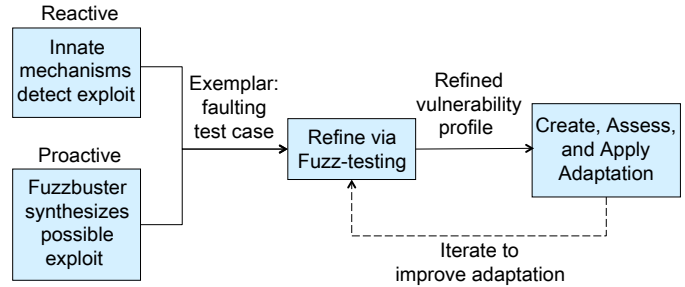 Reactive
Innate
mechanisms
detect exploit
Proactive
Fuzzbuster
synthesizes
possible
exploit
Exemplar:
faulting
test case
Refine via
Fuzz-testing
Refined
vulnerability
profile
Create, Assess,
and Apply
Adaptation
Iterate to
improve adaptation